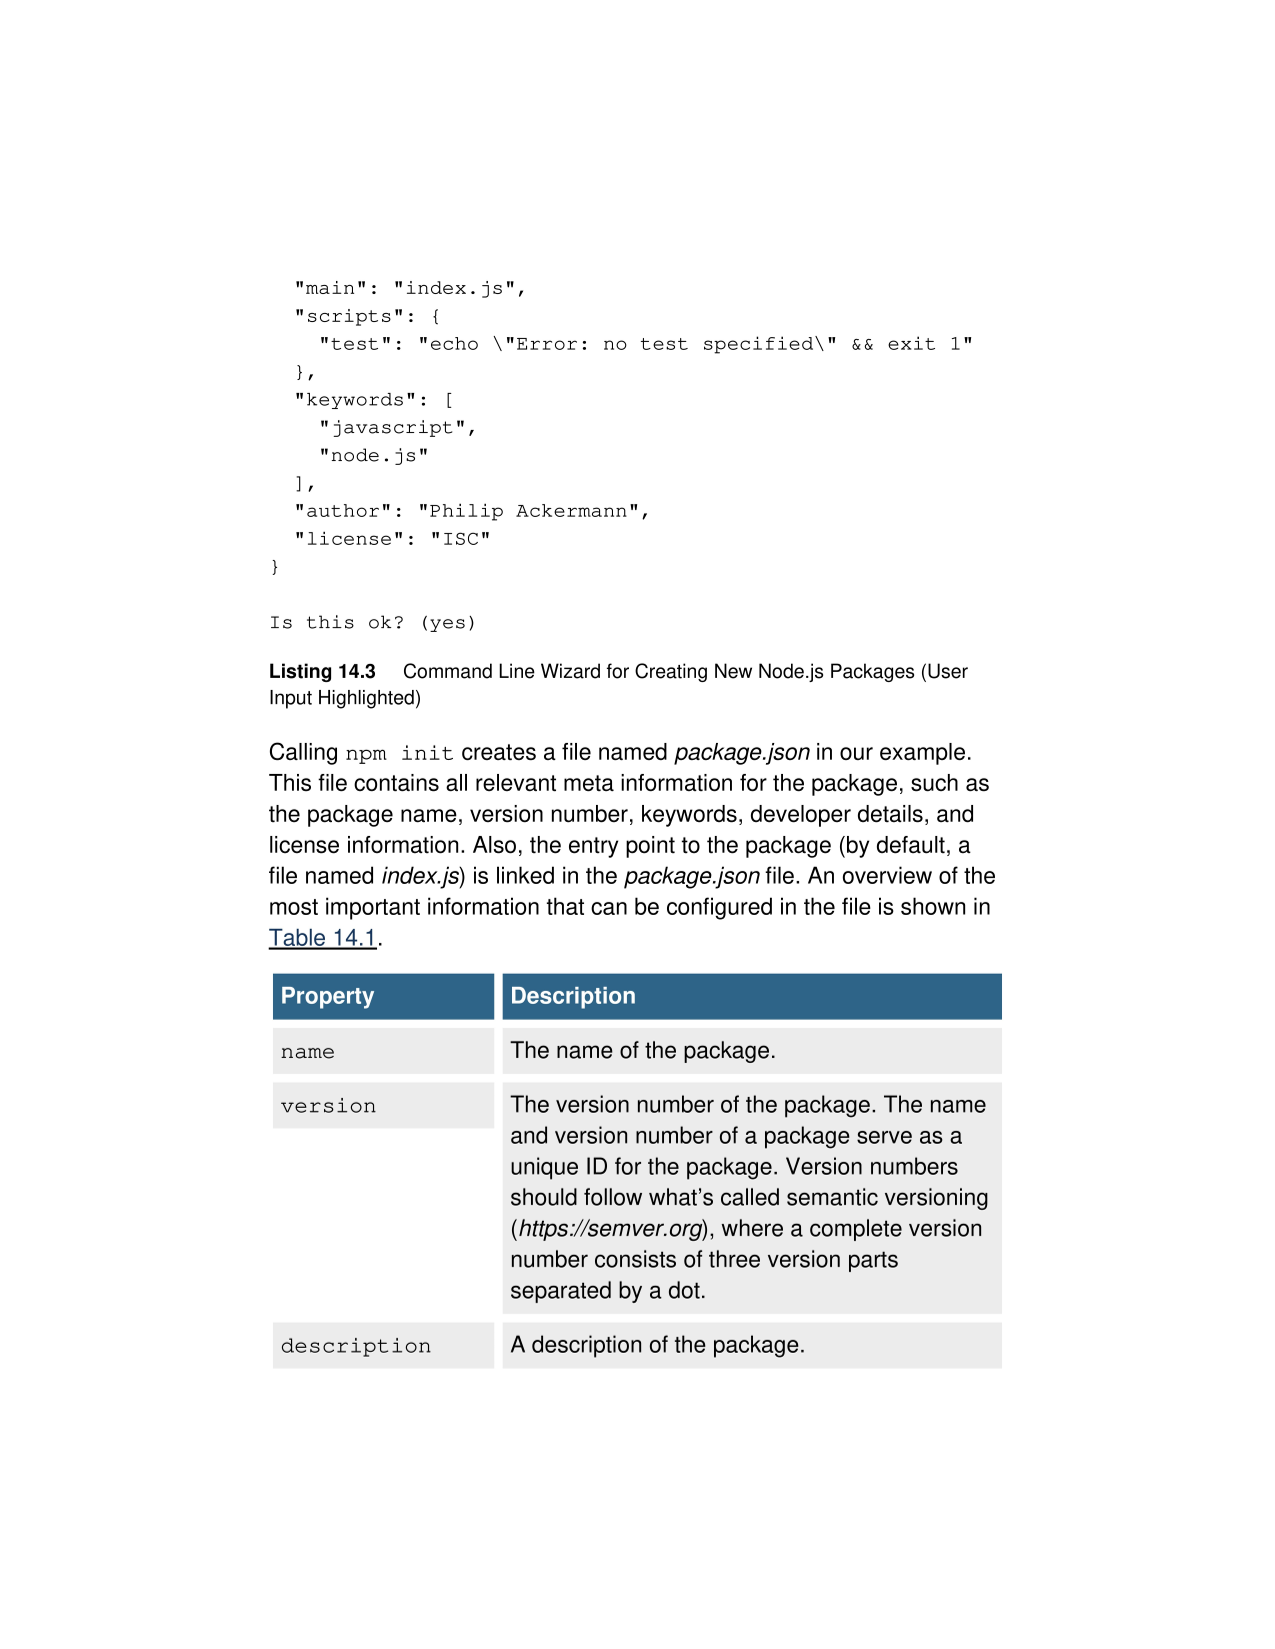 "main": "index.js",
"scripts": {
"test": "echo \"Error: no test specified\" && exit 1"
},
"keywords": [
"javascript",
"node.js"
],
"author": "Philip Ackermann",
"license": "ISC"
}
Is this ok? (yes)
Listing 14.3 Command Line Wizard for Creating New Node.js Packages (User
Input Highlighted)
Calling npm init creates a file named package.json in our example.
This file contains all relevant meta information for the package, such as
the package name, version number, keywords, developer details, and
license information. Also, the entry point to the package (by default, a
file named index.js) is linked in the package.json file. An overview of the
most important information that can be configured in the file is shown in
Table 14.1.
Property Description
name The name of the package.
version The version number of the package. The name
and version number of a package serve as a
unique ID for the package. Version numbers
should follow what’s called semantic versioning
(https://semver.org), where a complete version
number consists of three version parts
separated by a dot.
description A description of the package.